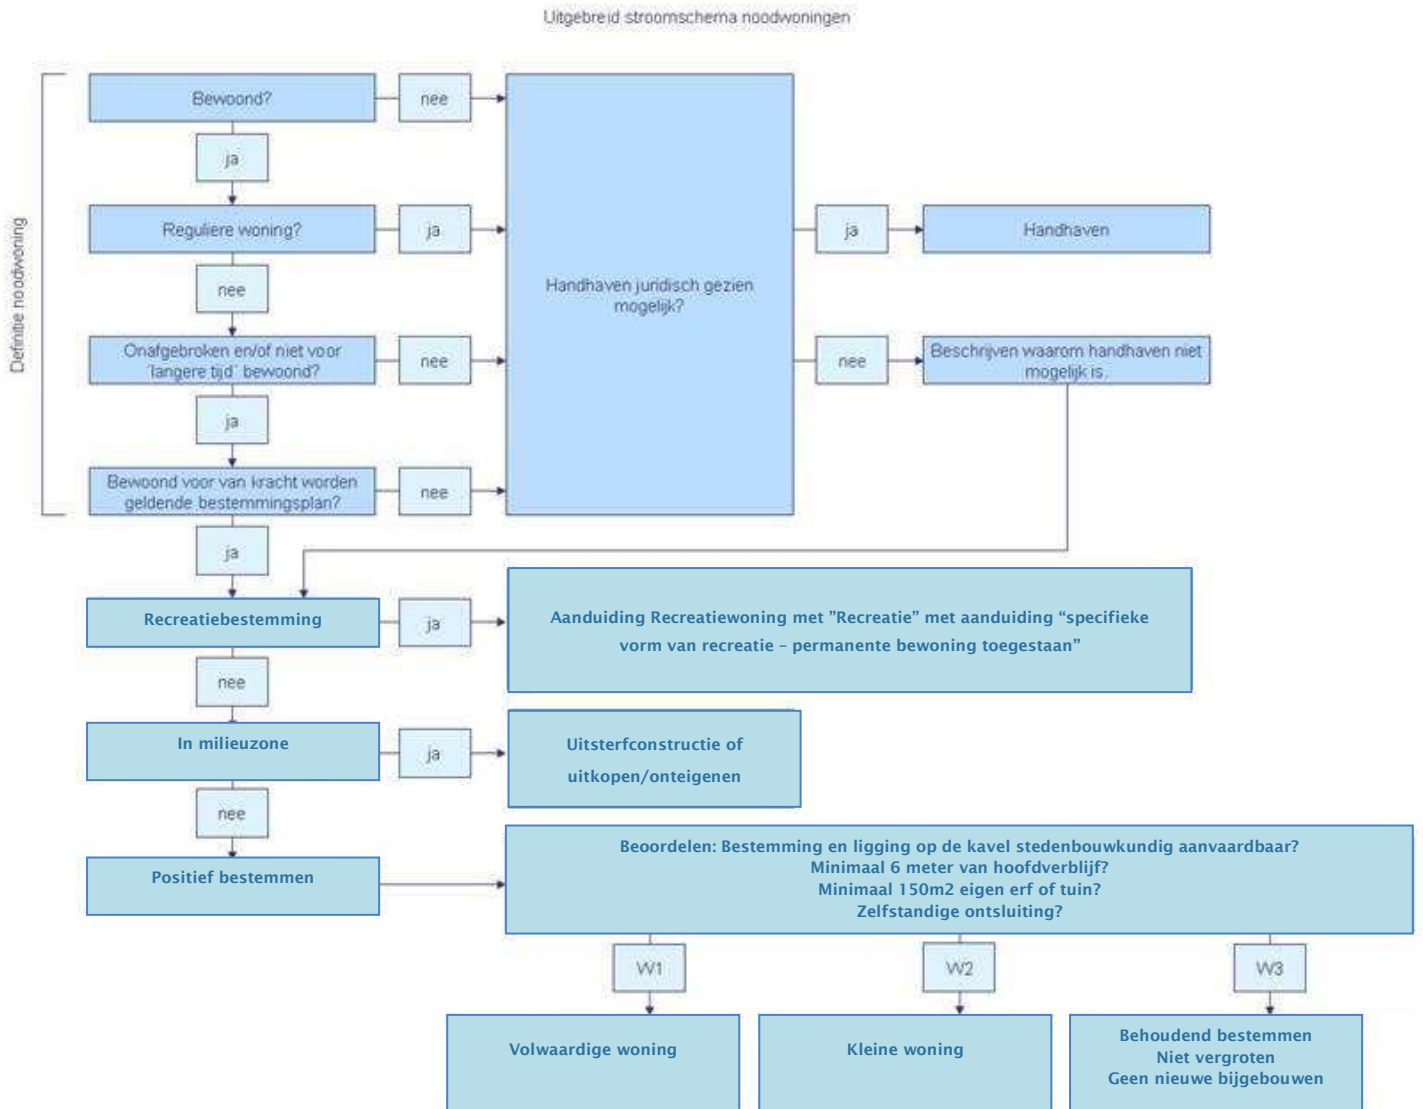 Uitgebreid stroomschema noodwoningen
Definitie noodwoning
Bewoond?
nee
ja
Reguliere woning?
ja
nee
Onafgebroken en/of niet voor
'langere tijd' bewoond?
nee
ja
Bewoond voor van kracht worden
geldende bestemmingsplan?
nee
ja
Handhaven juridisch gezien
mogelijk?
ja
Handhaven
nee
Beschrijven waarom handhaven niet
mogelijk is.
Recreatiebestemming
ja
Aanduiding Recreatiewoning met ”Recreatie” met aanduiding “specifieke
vorm van recreatie – permanente bewoning toegestaan”
nee
In milieuzone
ja
Uitsterfconstructie of
uitkopen/onteigenen
nee
Positief bestemmen
Beoordelen: Bestemming en ligging op de kavel stedenbouwkundig aanvaardbaar?
Minimaal 6 meter van hoofdverblijf?
Minimaal 150m2 eigen erf of tuin?
Zelfstandige ontsluiting?
W1
W2
W3
Volwaardige woning
Kleine woning
Behoudend bestemmen
Niet vergroten
Geen nieuwe bijgebouwen